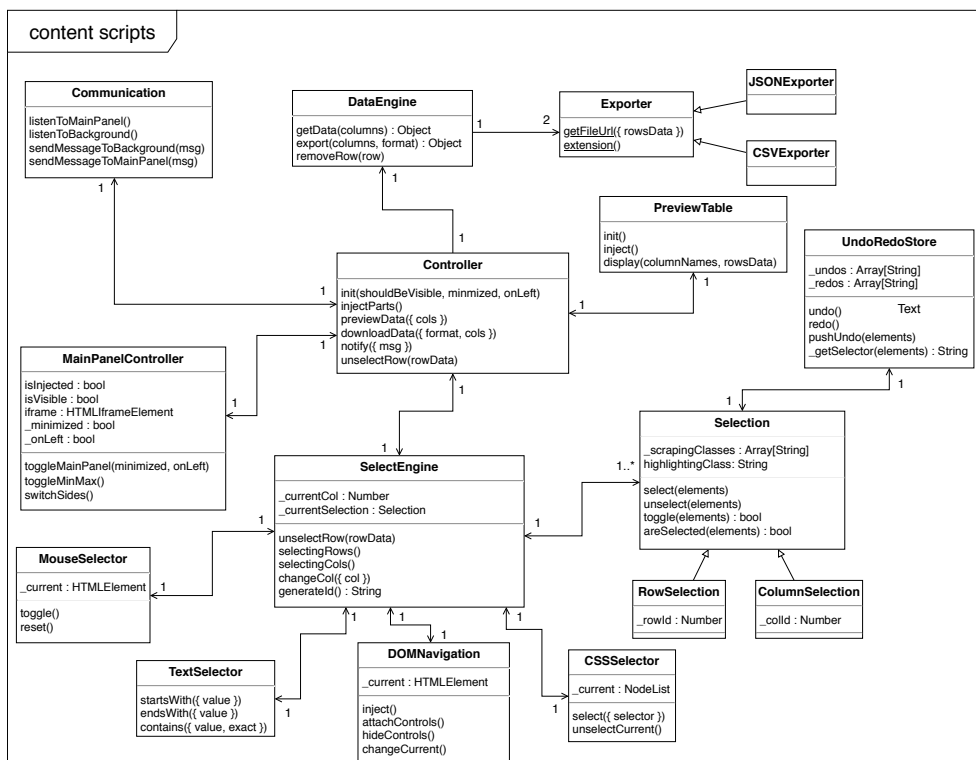 content scripts
Communication
listenToMainPanel()
listenToBackground()
sendMessageToBackground(msg)
sendMessageToMainPanel(msg)
1
DataEngine
getData(columns) : Object
export(columns, format) : Object
removeRow(row)
1
2
1
Exporter
getFileUrl({ rowsData })
extension()
JSONExporter
CSVExporter
PreviewTable
init()
inject()
display(columnNames, rowsData)
1
UndoRedoStore
_undos : Array[String]
_redos : Array[String]
undo()
Text
redo()
pushUndo(elements)
_getSelector(elements) : String
1
1
Controller
init(shouldBeVisible, minmized, onLeft)
injectParts()
previewData({ cols })
downloadData({ format, cols })
notify({ msg })
unselectRow(rowData)
1
1
1
1
MainPanelController
isInjected : bool
isVisible : bool
iframe : HTMLIframeElement
_minimized : bool
_onLeft : bool
toggleMainPanel(minimized, onLeft)
toggleMinMax()
switchSides()
1
1
SelectEngine
_currentCol : Number
_currentSelection : Selection
unselectRow(rowData)
selectingRows()
selectingCols()
changeCol({ col })
generateId() : String
1
1
1
1
1
1..*
1
Selection
_scrapingClasses : Array[String]
highlightingClass: String
select(elements)
unselect(elements)
toggle(elements) : bool
areSelected(elements) : bool
RowSelection
_rowId : Number
ColumnSelection
_colId : Number
MouseSelector
_current : HTMLElement
toggle()
reset()
1
TextSelector
startsWith({ value })
endsWith({ value })
contains({ value, exact })
1
DOMNavigation
_current : HTMLElement
inject()
attachControls()
hideControls()
changeCurrent()
1
CSSSelector
_current : NodeList
select({ selector })
unselectCurrent()
1